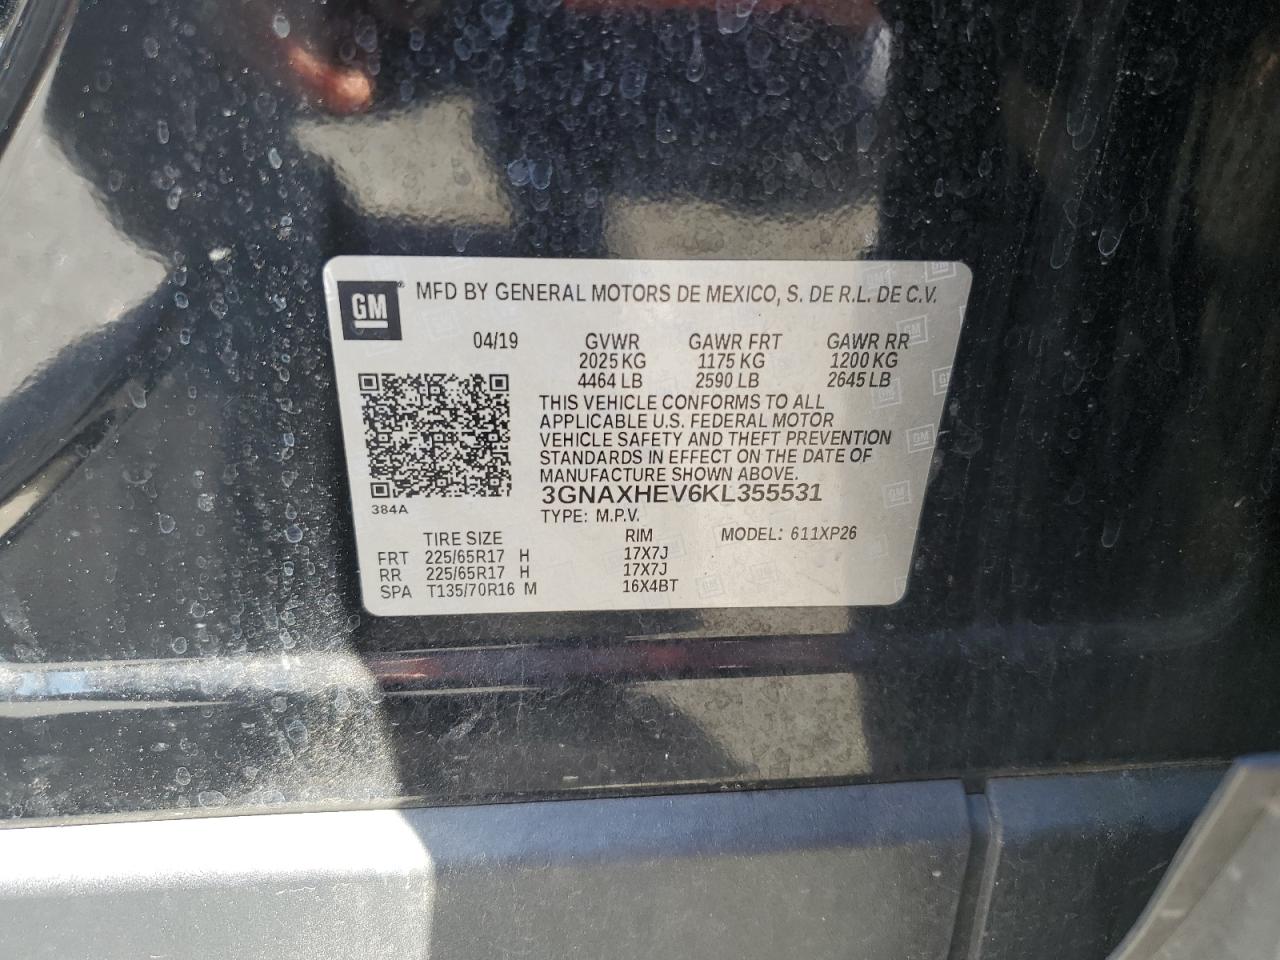 GM ® MFD BY GENERAL MOTORS DE MEXICO, S. DE R.L. DE C.V.
04/19 GVWR GAWR FRT GAWR RR
2025 KG 1175 KG 1200 KG
4464 LB 2590 LB 2645 LB
THIS VEHICLE CONFORMS TO ALL
APPLICABLE U.S. FEDERAL MOTOR
VEHICLE SAFETY AND THEFT PREVENTION
STANDARDS IN EFFECT ON THE DATE OF
MANUFACTURE SHOWN ABOVE.
3GNAXHEV6KL355531
384A
TYPE: M.P.V.
TIRE SIZE RIM MODEL: 611XP26
FRT 225/65R17 H 17X7J
RR 225/65R17 H 17X7J
SPA T135/70R16 M 16X4BT